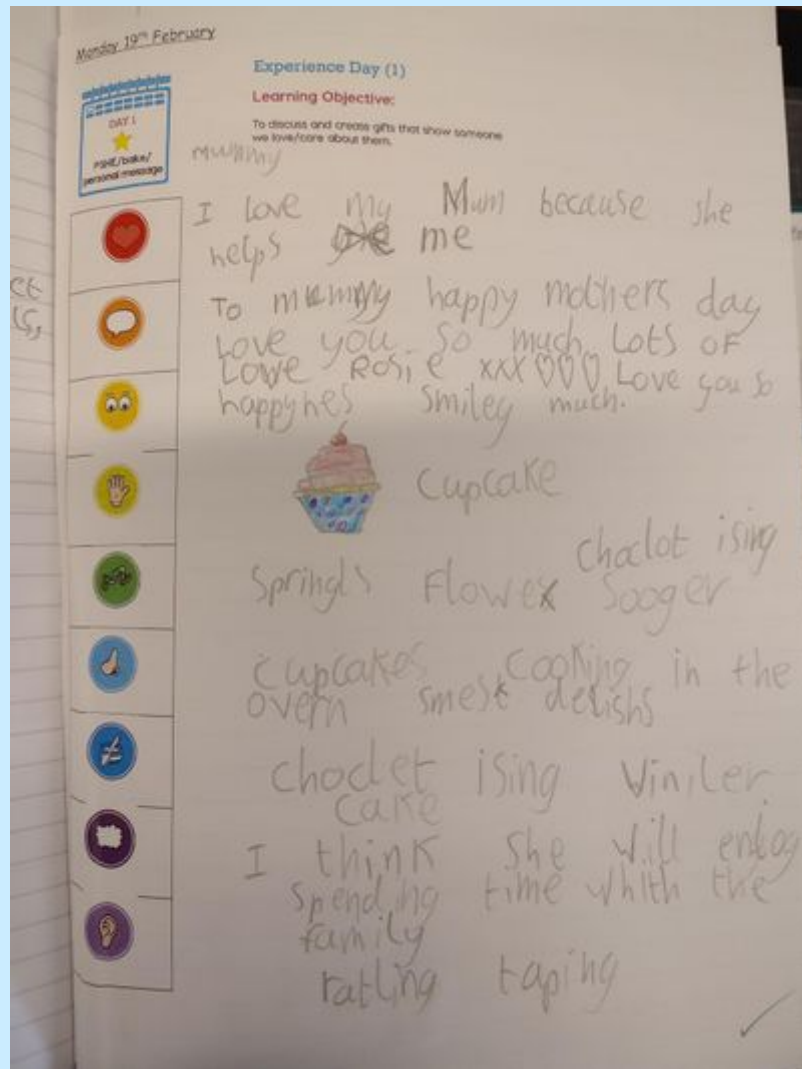 Monday 19th February
Experience Day (1)
Learning Objective:
To discuss and create gifts that show someone
we love/care about them.
DAY 1
PSHE/bake/
personal message
mummy
I love my Mum because she
helps me
To mummy happy mothers day
Love you so much Lots OF
Love Rosie xxx Love you so
happynes smiley much.
Cupcake
choclot ising
Springls Flower Sooger
cupcakes cooking in the
overn smest delishs
choclet ising Viniler
cake
I think she will enjoy
spending time whith the
family
ratling taping